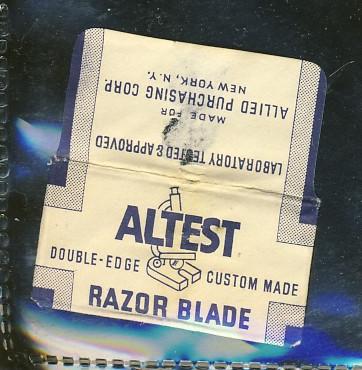 LABORATORY TESTED & APPROVED
MADE FOR
ALLIED PURCHASING CORP.
NEW YORK, N.Y.
ALTEST
DOUBLE-EDGE CUSTOM MADE
RAZOR BLADE